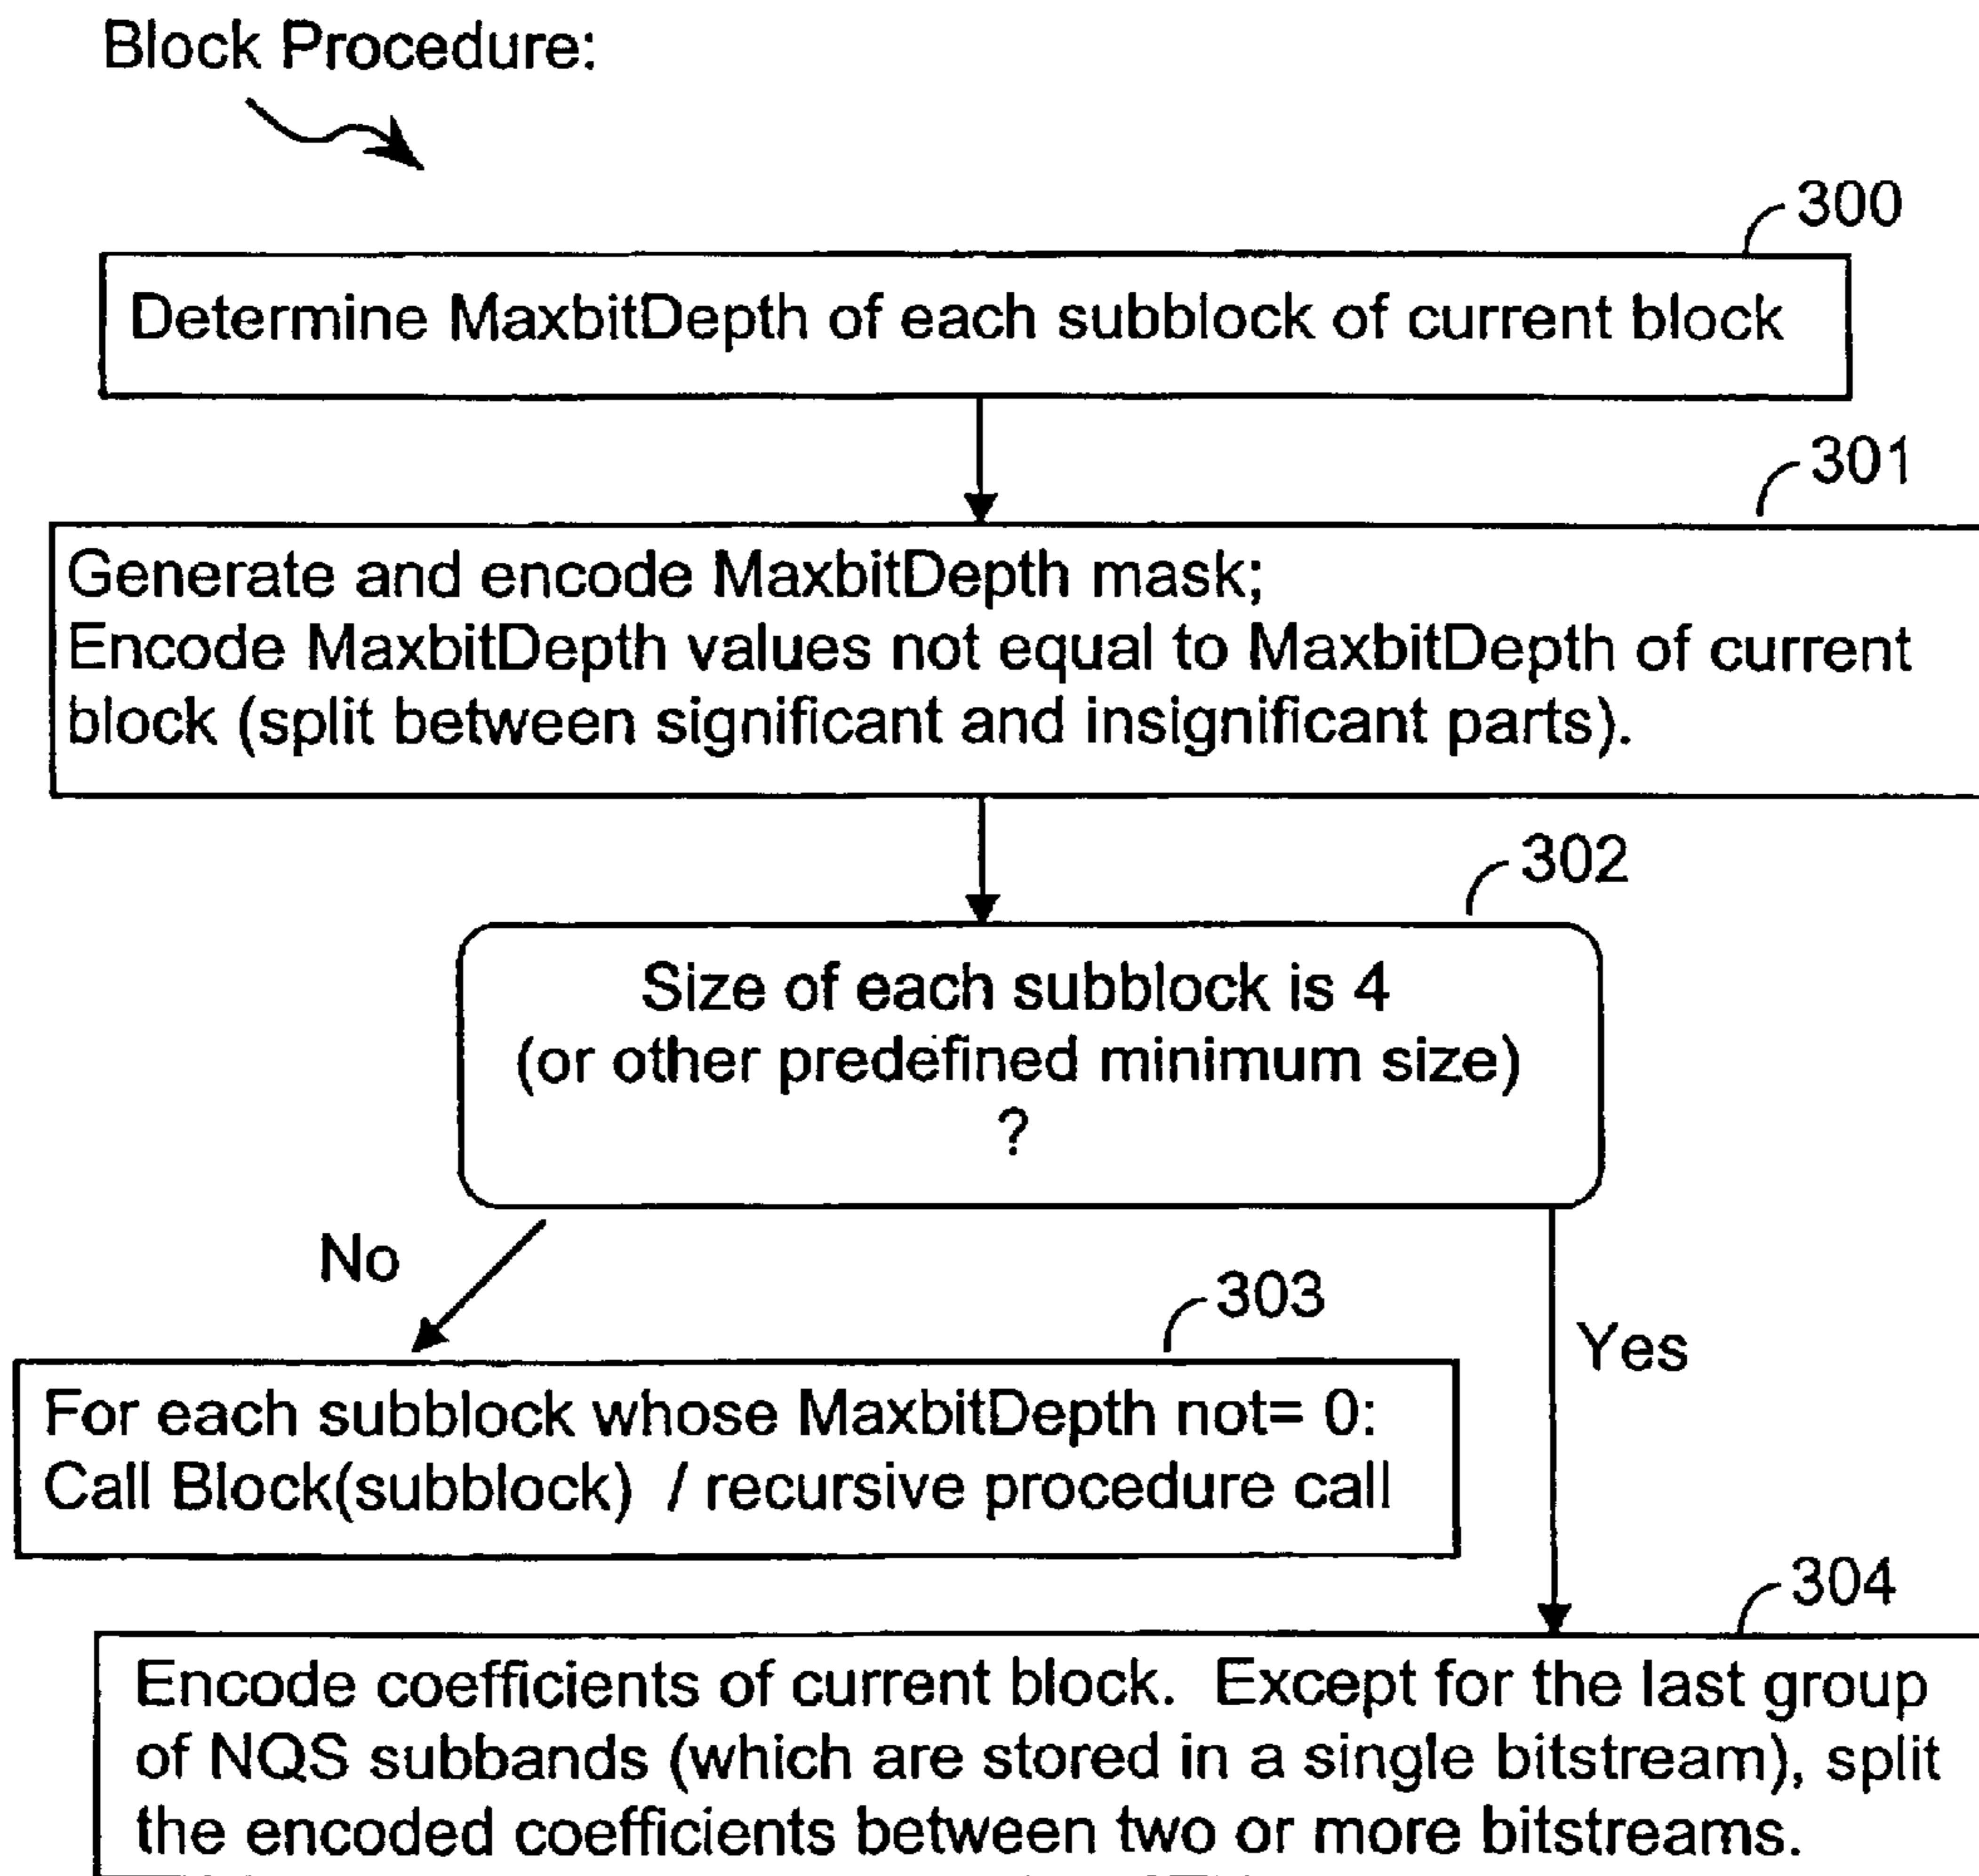 Block Procedure:
300
Determine MaxbitDepth of each subblock of current block
301
Generate and encode MaxbitDepth mask;
Encode MaxbitDepth values not equal to MaxbitDepth of current
block (split between significant and insignificant parts).
302
Size of each subblock is 4
(or other predefined minimum size)
?
No
303
Yes
For each subblock whose MaxbitDepth not= 0:
Call Block(subblock) / recursive procedure call
304
Encode coefficients of current block. Except for the last group
of NQS subbands (which are stored in a single bitstream), split
the encoded coefficients between two or more bitstreams.